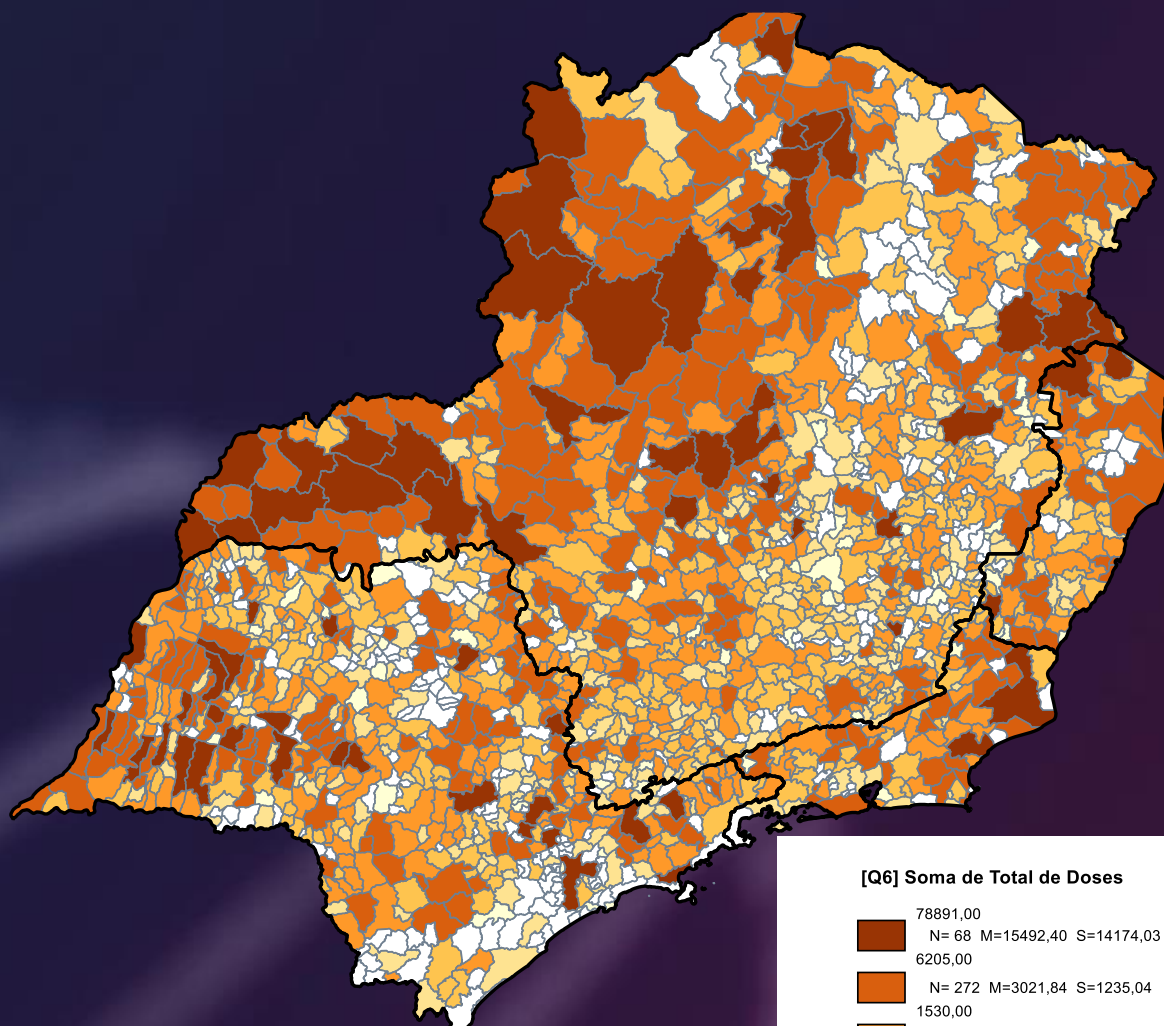 [Q6] Soma de Total de Doses
78891,00
N= 68 M=15492,40 S=14174,03
6205,00
N= 272 M=3021,84 S=1235,04
1530,00